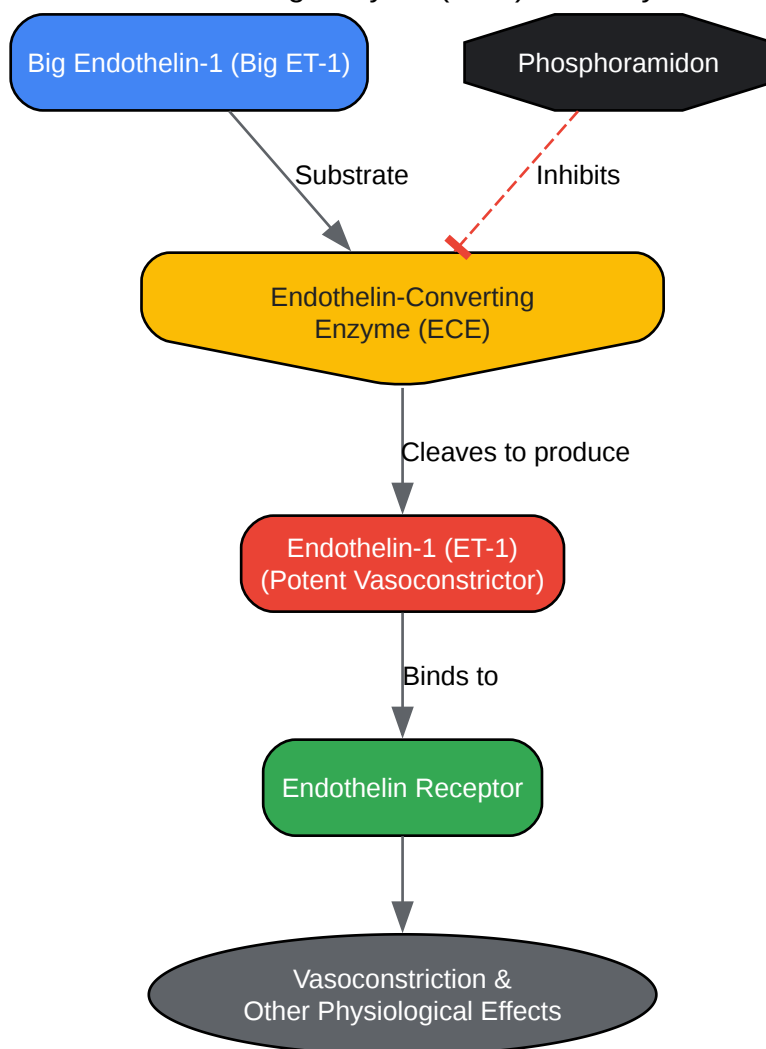 Big Endothelin-1 (Big ET-1)
Phosphoramidon
Substrate
Inhibits
Endothelin-Converting
Enzyme (ECE)
Cleaves to produce
Endothelin-1 (ET-1)
(Potent Vasoconstrictor)
Binds to
Endothelin Receptor
Vasoconstriction &
Other Physiological Effects